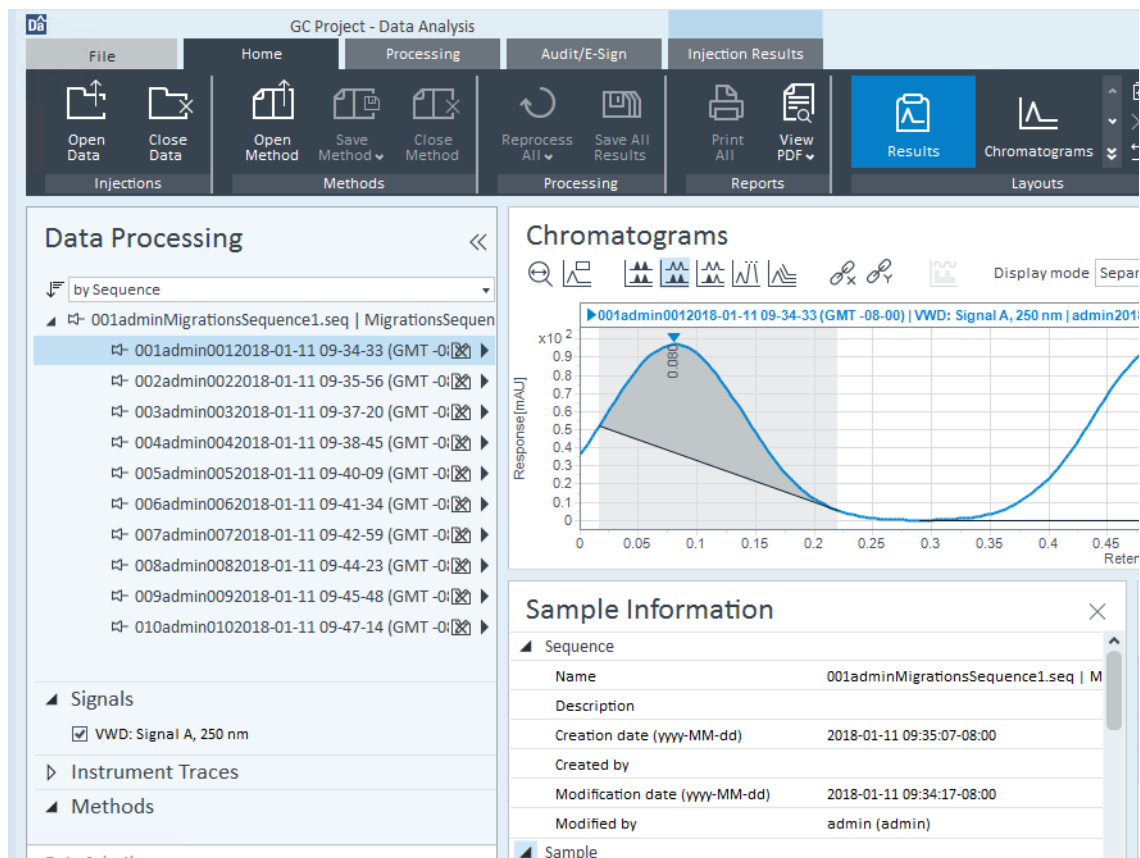 Da GC Project - Data Analysis
File Home Processing Audit/E-Sign Injection Results
Open Data Close Data Open Method Save Method Close Method Reprocess All Save All Results Print All View PDF Results Chromatograms
Injections Methods Processing Reports Layouts
Data Processing
by Sequence
001adminMigrationsSequence1.seq | MigrationsSequen
001admin0012018-01-11 09-34-33 (GMT -0
002admin0022018-01-11 09-35-56 (GMT -0
003admin0032018-01-11 09-37-20 (GMT -0
004admin0042018-01-11 09-38-45 (GMT -0
005admin0052018-01-11 09-40-09 (GMT -0
006admin0062018-01-11 09-41-34 (GMT -0
007admin0072018-01-11 09-42-59 (GMT -0
008admin0082018-01-11 09-44-23 (GMT -0
009admin0092018-01-11 09-45-48 (GMT -0
010admin0102018-01-11 09-47-14 (GMT -0
Signals
VWD: Signal A, 250 nm
Instrument Traces
Methods
Chromatograms
X Y Display mode Separ
001admin0012018-01-11 09-34-33 (GMT -08-00) | VWD: Signal A, 250 nm | admin2018
x10 2
0.9
0.8
0.7
0.6
0.5
0.4
0.3
0.2
0.1
0
Response[mAU]
0.080
0 0.05 0.1 0.15 0.2 0.25 0.3 0.35 0.4 0.45
Reten
Sample Information
Sequence
Name 001adminMigrationsSequence1.seq | M
Description
Creation date (yyyy-MM-dd) 2018-01-11 09:35:07-08:00
Created by
Modification date (yyyy-MM-dd) 2018-01-11 09:34:17-08:00
Modified by admin (admin)
Sample